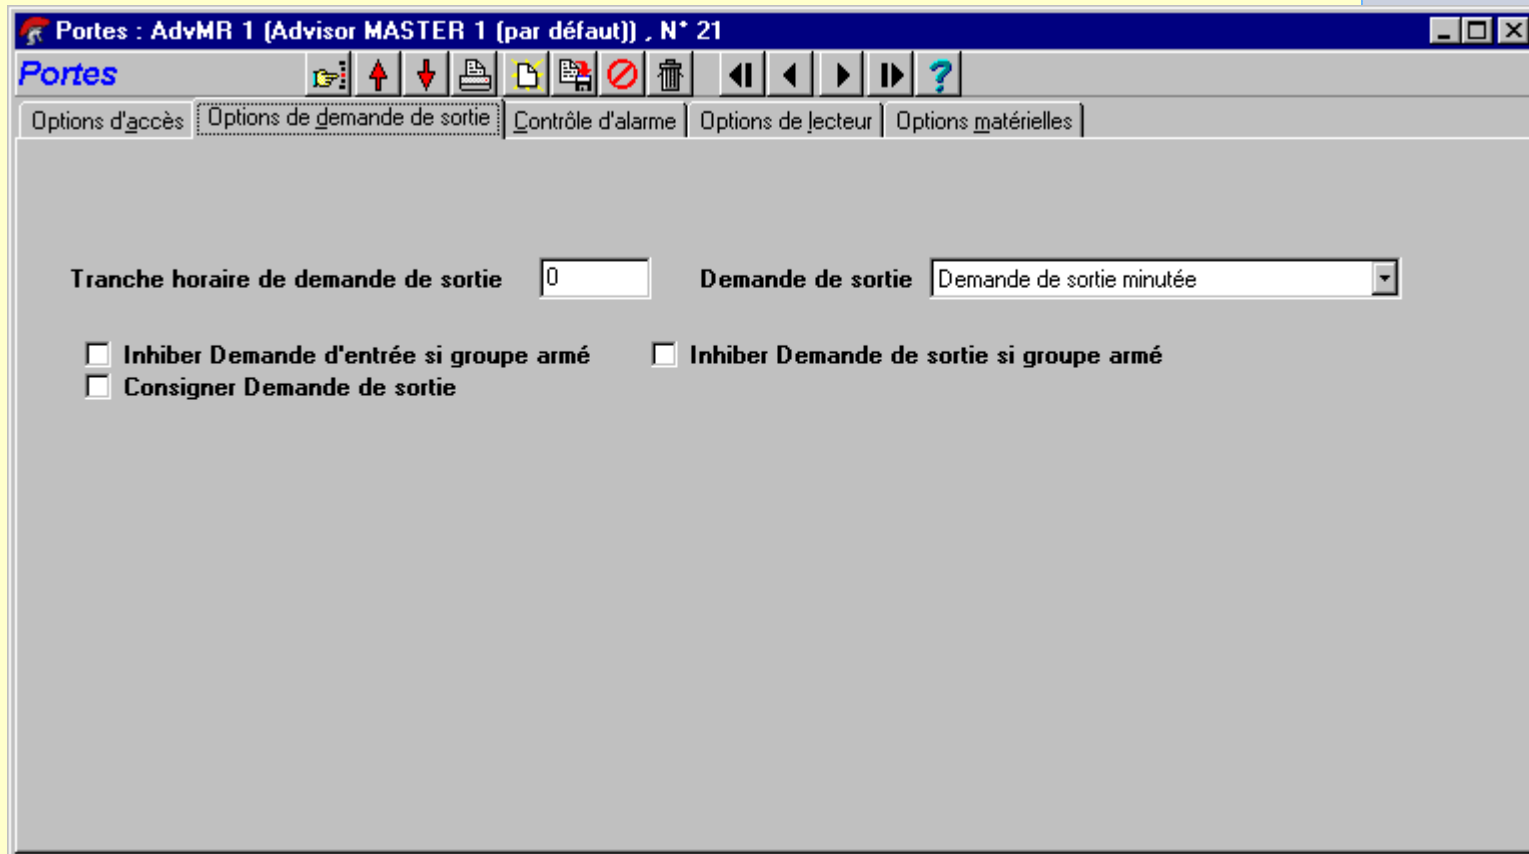 Portes : AdvMR 1 (Advisor MASTER 1 (par défaut)) , N° 21
Portes
Options d'accès Options de demande de sortie Contrôle d'alarme Options de lecteur Options matérielles
Tranche horaire de demande de sortie 0 Demande de sortie Demande de sortie minutée
Inhiber Demande d'entrée si groupe armé Inhiber Demande de sortie si groupe armé
Consigner Demande de sortie